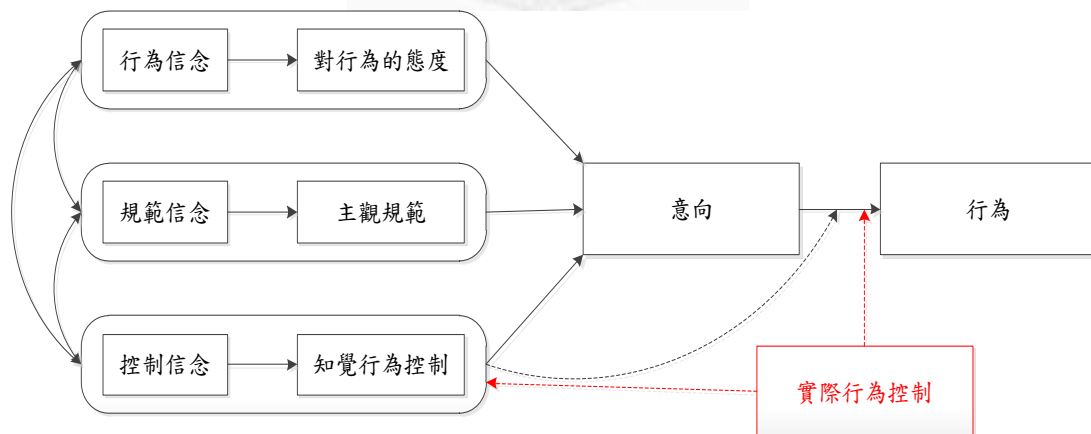 行為信念
對行為的態度
規範信念
主觀規範
意向
行為
控制信念
知覺行為控制
實際行為控制